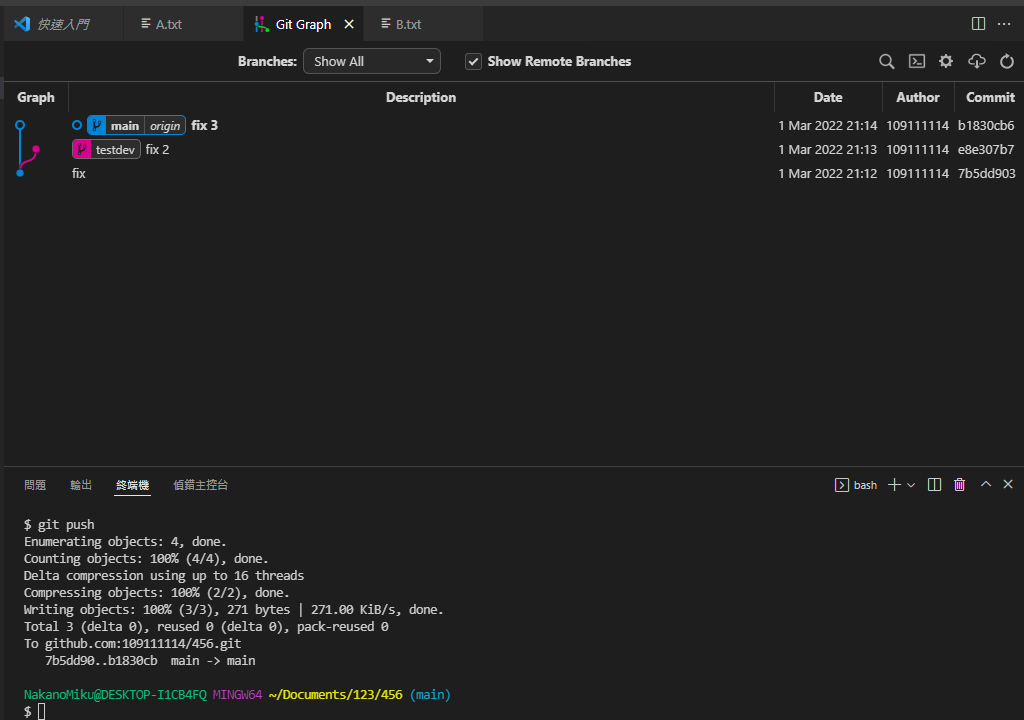 快速入門 A.txt Git Graph B.txt
Branches: Show All Show Remote Branches
Graph Description Date Author Commit
main origin fix 3 1 Mar 2022 21:14 109111114 b1830cb6
testdev fix 2 1 Mar 2022 21:13 109111114 e8e307b7
fix 1 Mar 2022 21:12 109111114 7b5dd903
問題 輸出 終端機 偵錯主控台 bash
$ git push
Enumerating objects: 4, done.
Counting objects: 100% (4/4), done.
Delta compression using up to 16 threads
Compressing objects: 100% (2/2), done.
Writing objects: 100% (3/3), 271 bytes | 271.00 KiB/s, done.
Total 3 (delta 0), reused 0 (delta 0), pack-reused 0
To github.com:109111114/456.git
7b5dd90..b1830cb main -> main
NakanoMiku@DESKTOP-I1CB4FQ MINGW64 ~/Documents/123/456 (main)
$